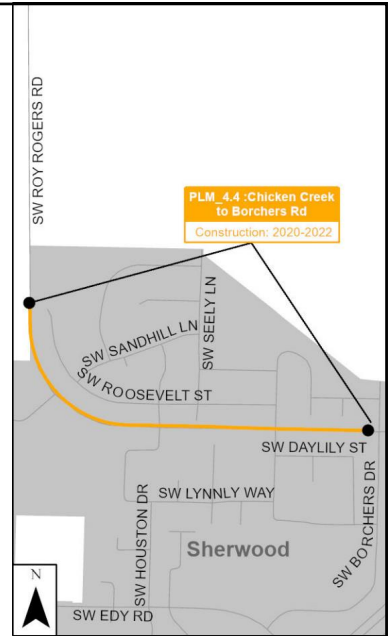 SW ROY ROGERS RD
PLM_4.4 :Chicken Creek
to Borchers Rd
Construction: 2020-2022
SW SEELY LN
SW SANDHILL LN
SW ROOSEVELT ST
SW DAYLILY ST
SW LYNNLY WAY
SW HOUSTON DR
SW BORCHERS DR
Sherwood
N
SW EDY RD